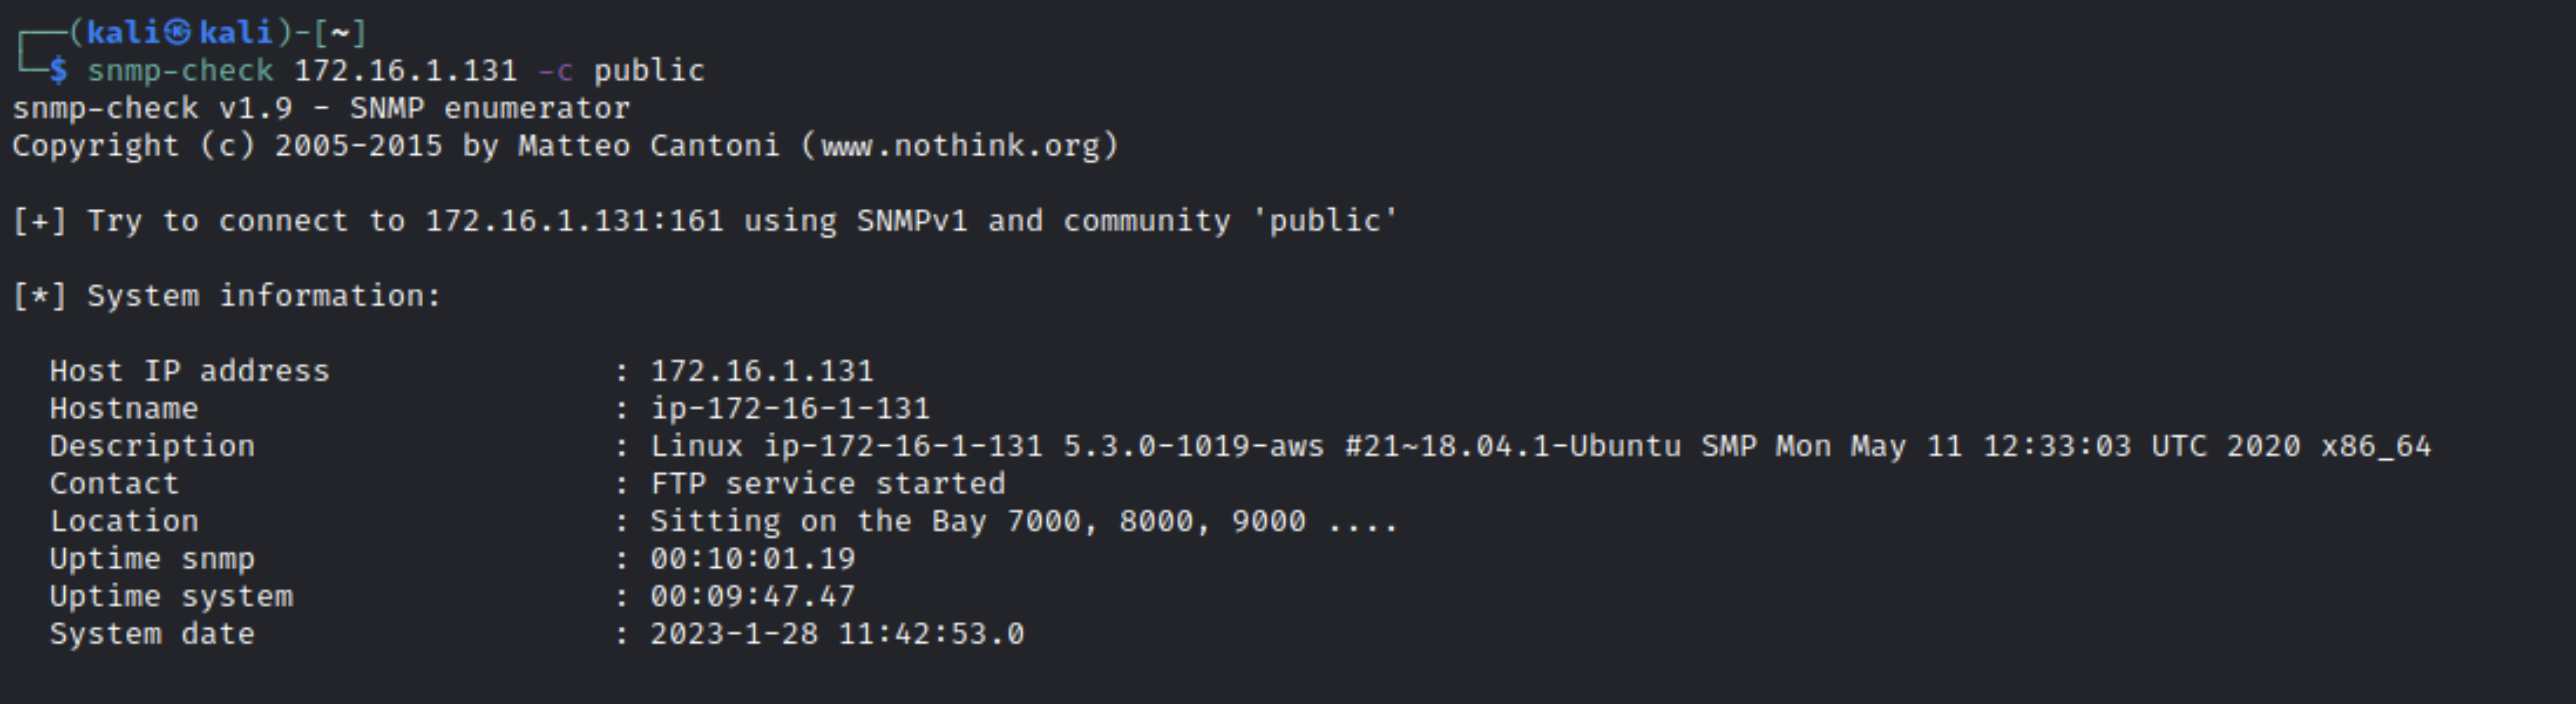 ┌──(kali㉿kali)-[~]
└─$ snmp-check 172.16.1.131 -c public
snmp-check v1.9 - SNMP enumerator
Copyright (c) 2005-2015 by Matteo Cantoni (www.nothink.org)
[+] Try to connect to 172.16.1.131:161 using SNMPv1 and community 'public'
[*] System information:
Host IP address : 172.16.1.131
Hostname : ip-172-16-1-131
Description : Linux ip-172-16-1-131 5.3.0-1019-aws #21~18.04.1-Ubuntu SMP Mon May 11 12:33:03 UTC 2020 x86_64
Contact : FTP service started
Location : Sitting on the Bay 7000, 8000, 9000 ....
Uptime snmp : 00:10:01.19
Uptime system : 00:09:47.47
System date : 2023-1-28 11:42:53.0